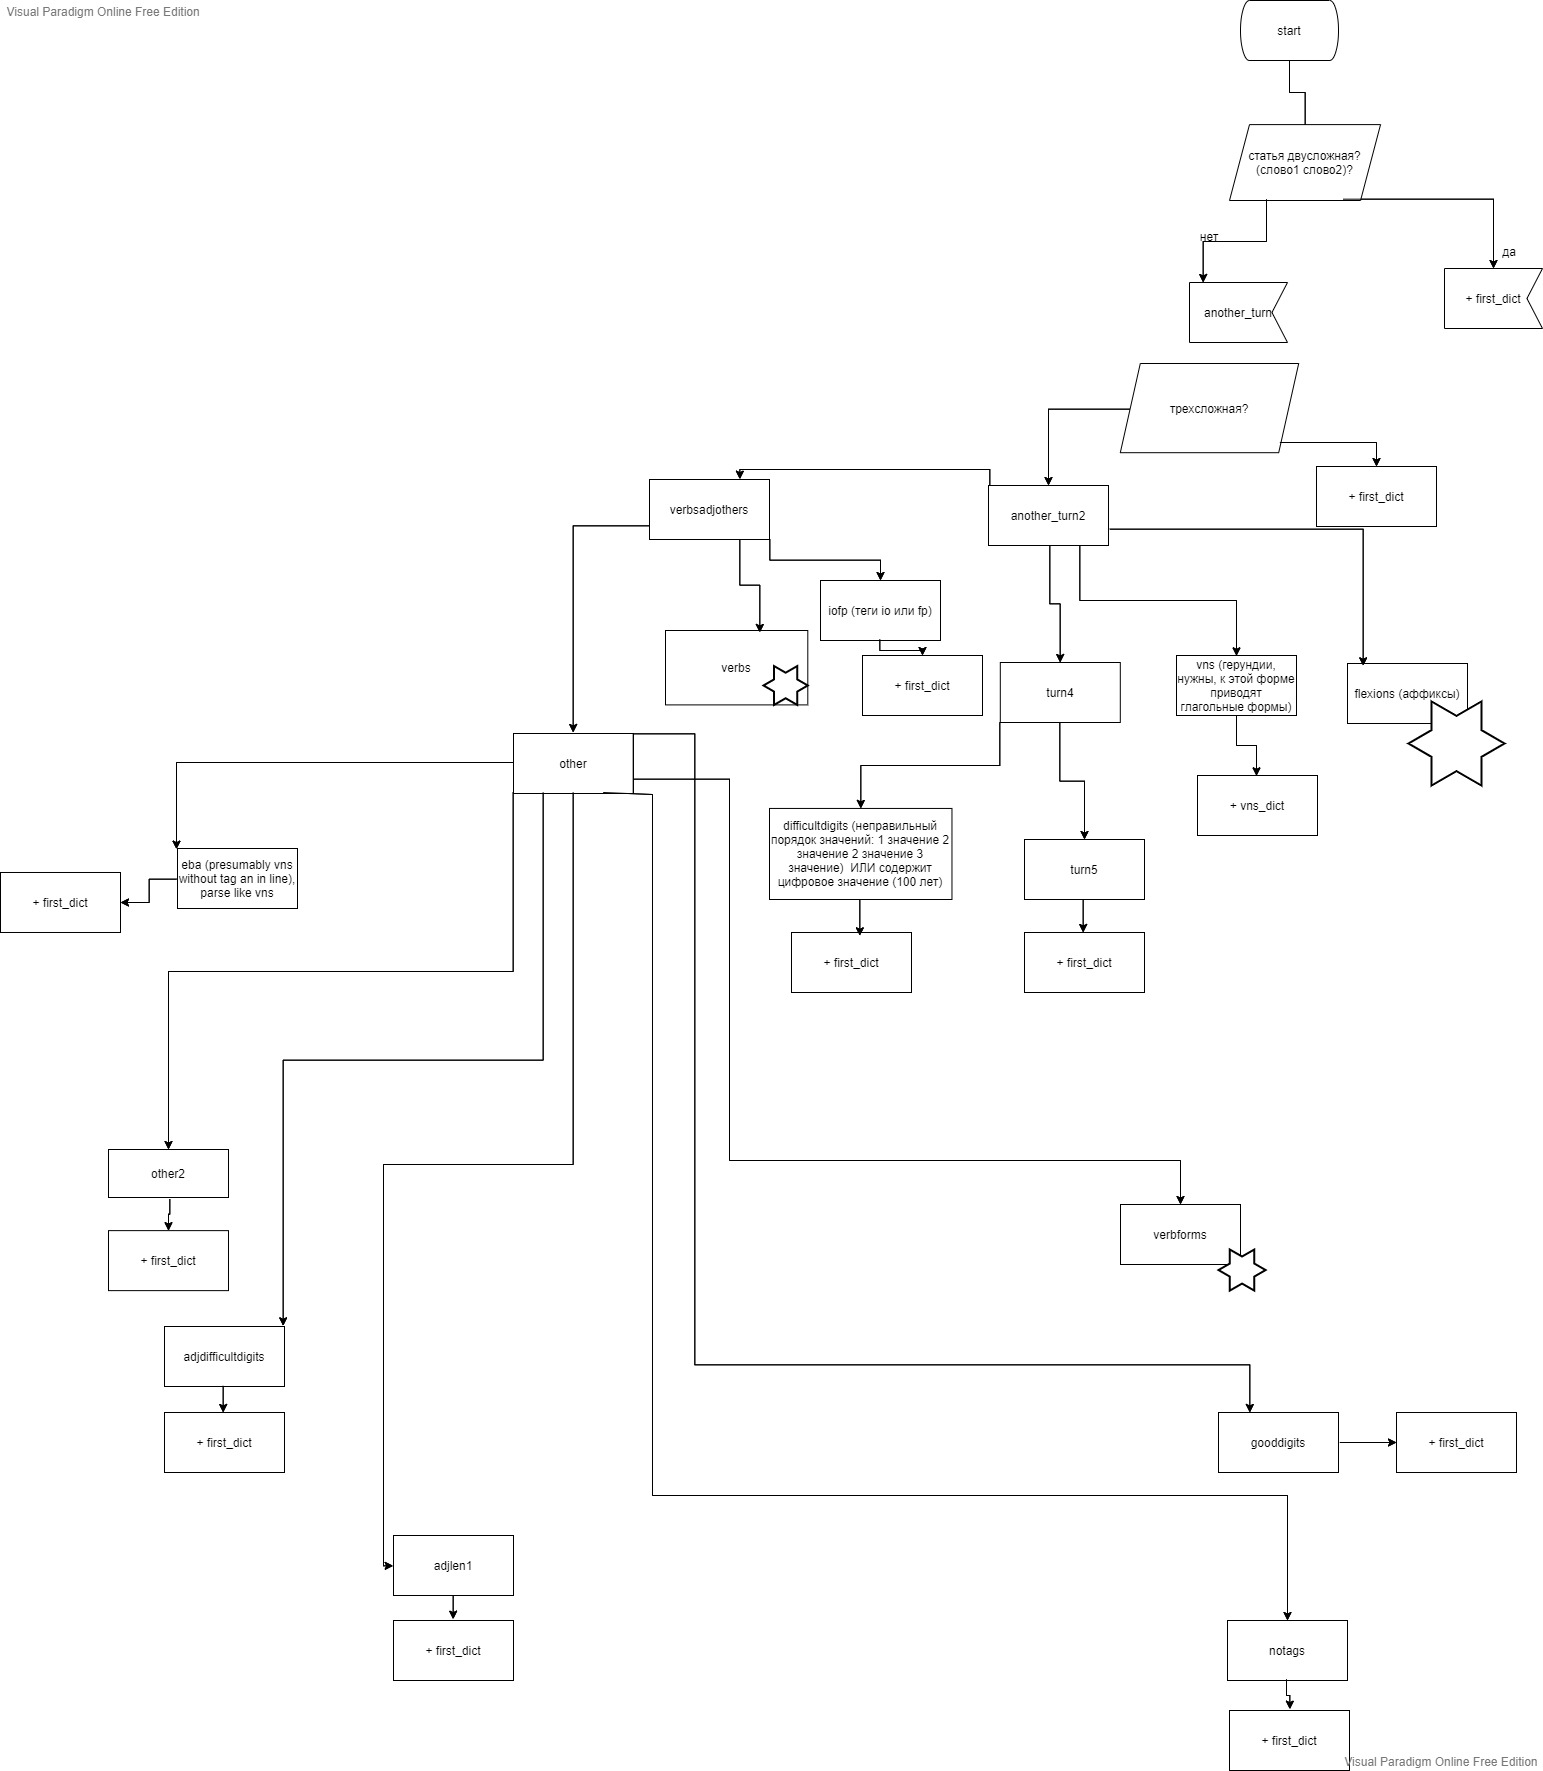 Visual Paradigm Online Free Edition
start
статья двусложная?
(слово1 слово2)?
нет
да
another_turn
+ first_dict
трехсложная?
+ first_dict
verbsadjothers
another_turn2
iofp (теги io или fp)
verbs
+ first_dict
turn4
vns (герундии,
нужны, к этой форме
приводят
глагольные формы)
flexions (аффиксы)
other
+ vns_dict
difficultdigits (неправильный
порядок значений: 1 значение 2
значение 2 значение 3
значение) ИЛИ содержит
цифровое значение (100 лет)
turn5
eba (presumably vns
without tag an in line),
parse like vns
+ first_dict
+ first_dict
+ first_dict
other2
+ first_dict
verbforms
adjdifficultdigits
+ first_dict
gooddigits
+ first_dict
adjlen1
+ first_dict
notags
+ first_dict
Visual Paradigm Online Free Edition